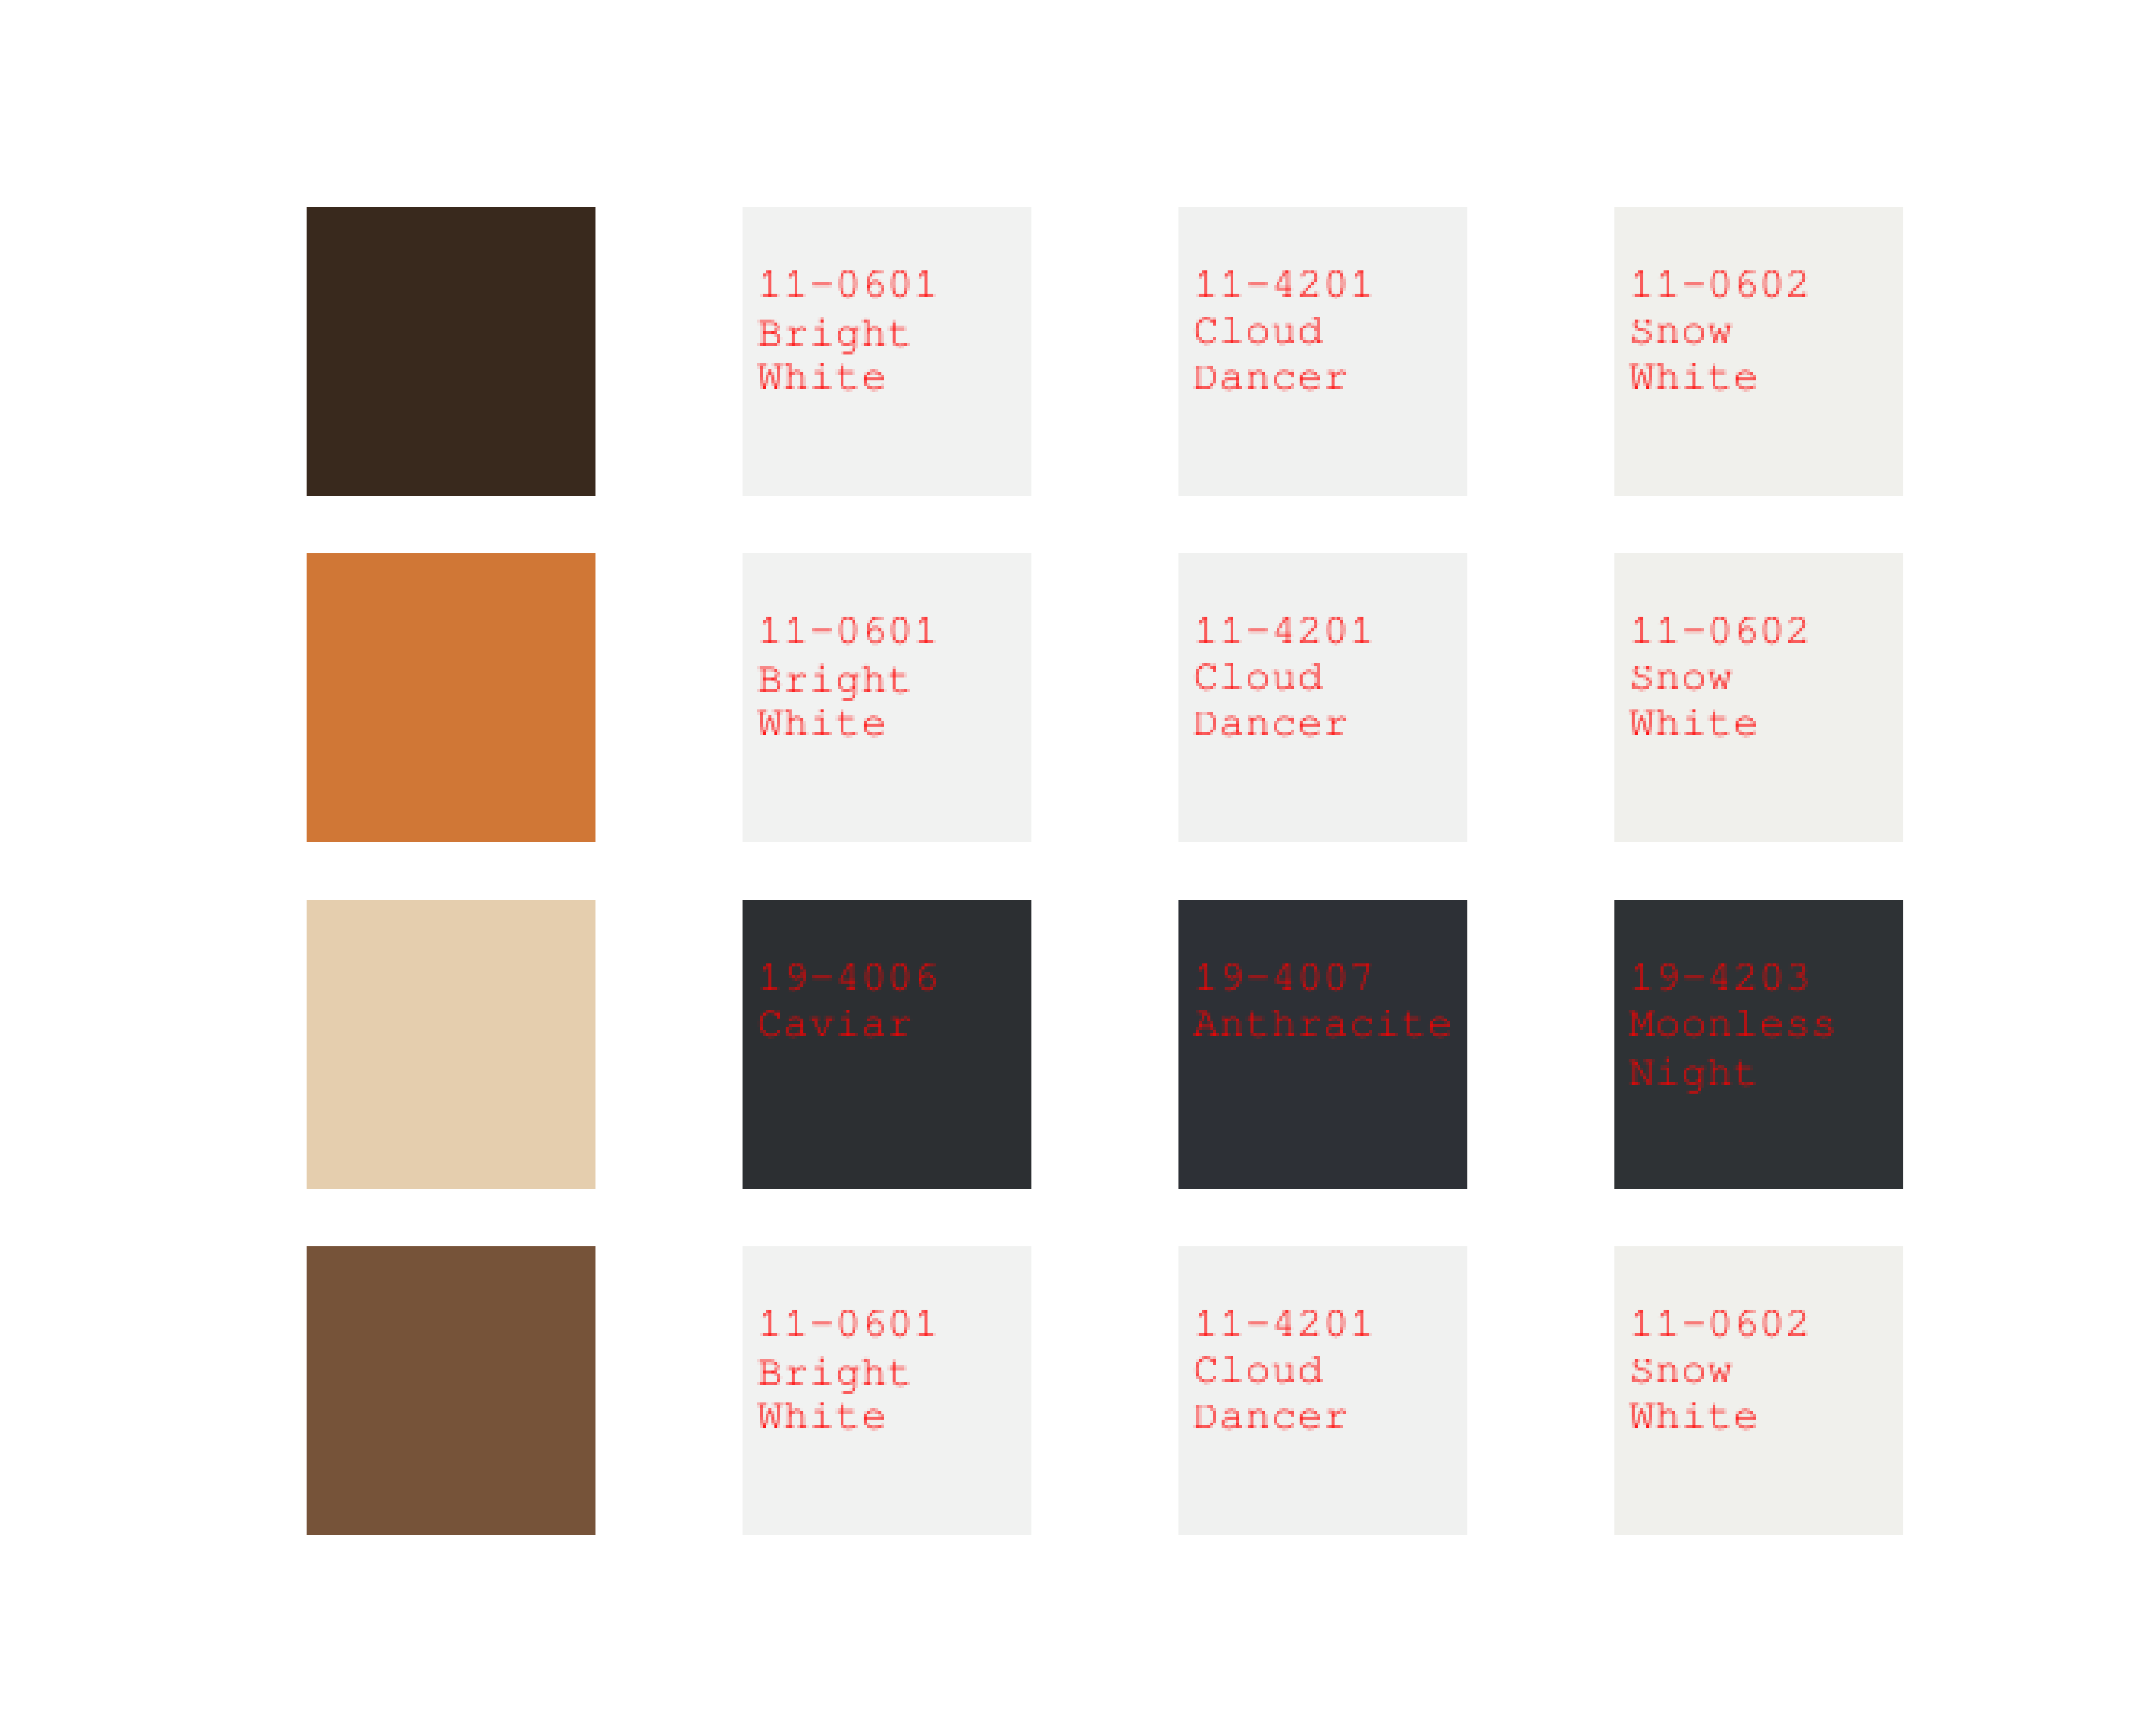 11-0601
Bright
White
11-4201
Cloud
Dancer
11-0602
Snow
White
11-0601
Bright
White
11-4201
Cloud
Dancer
11-0602
Snow
White
19-4006
Caviar
19-4007
Anthracite
19-4203
Moonless
Night
11-0601
Bright
White
11-4201
Cloud
Dancer
11-0602
Snow
White